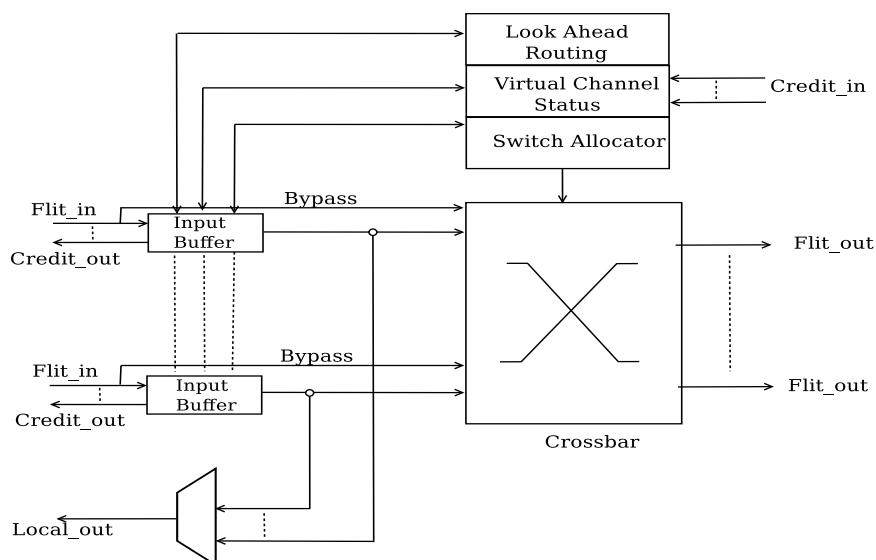 Look Ahead
Routing
Virtual Channel
Status
Credit_in
Switch Allocator
Bypass
Flit_in
Input
Buffer
Credit_out
Flit_out
Bypass
Flit_in
Input
Buffer
Credit_out
Flit_out
Crossbar
Local_out